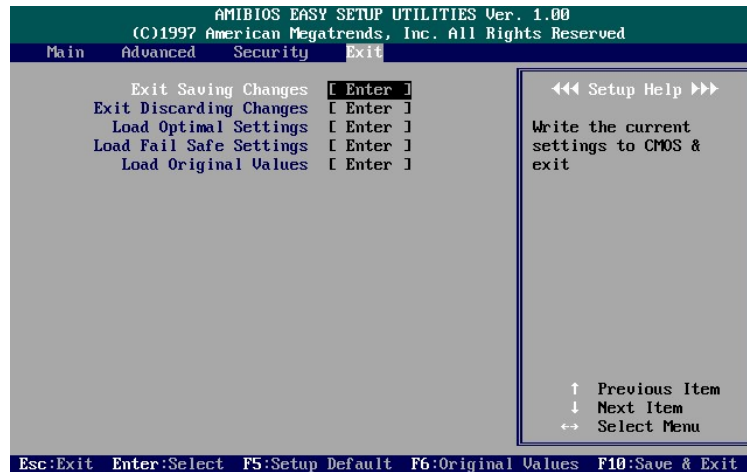 AMIBIOS EASY SETUP UTILITIES Ver. 1.00
(C)1997 American Megatrends, Inc. All Rights Reserved
Main Advanced Security Exit
Exit Saving Changes [ Enter ]
Exit Discarding Changes [ Enter ]
Load Optimal Settings [ Enter ]
Load Fail Safe Settings [ Enter ]
Load Original Values [ Enter ]
Setup Help
Write the current
settings to CMOS &
exit
↑ Previous Item
↓ Next Item
↔ Select Menu
Esc:Exit Enter:Select F5:Setup Default F6:Original Values F10:Save & Exit